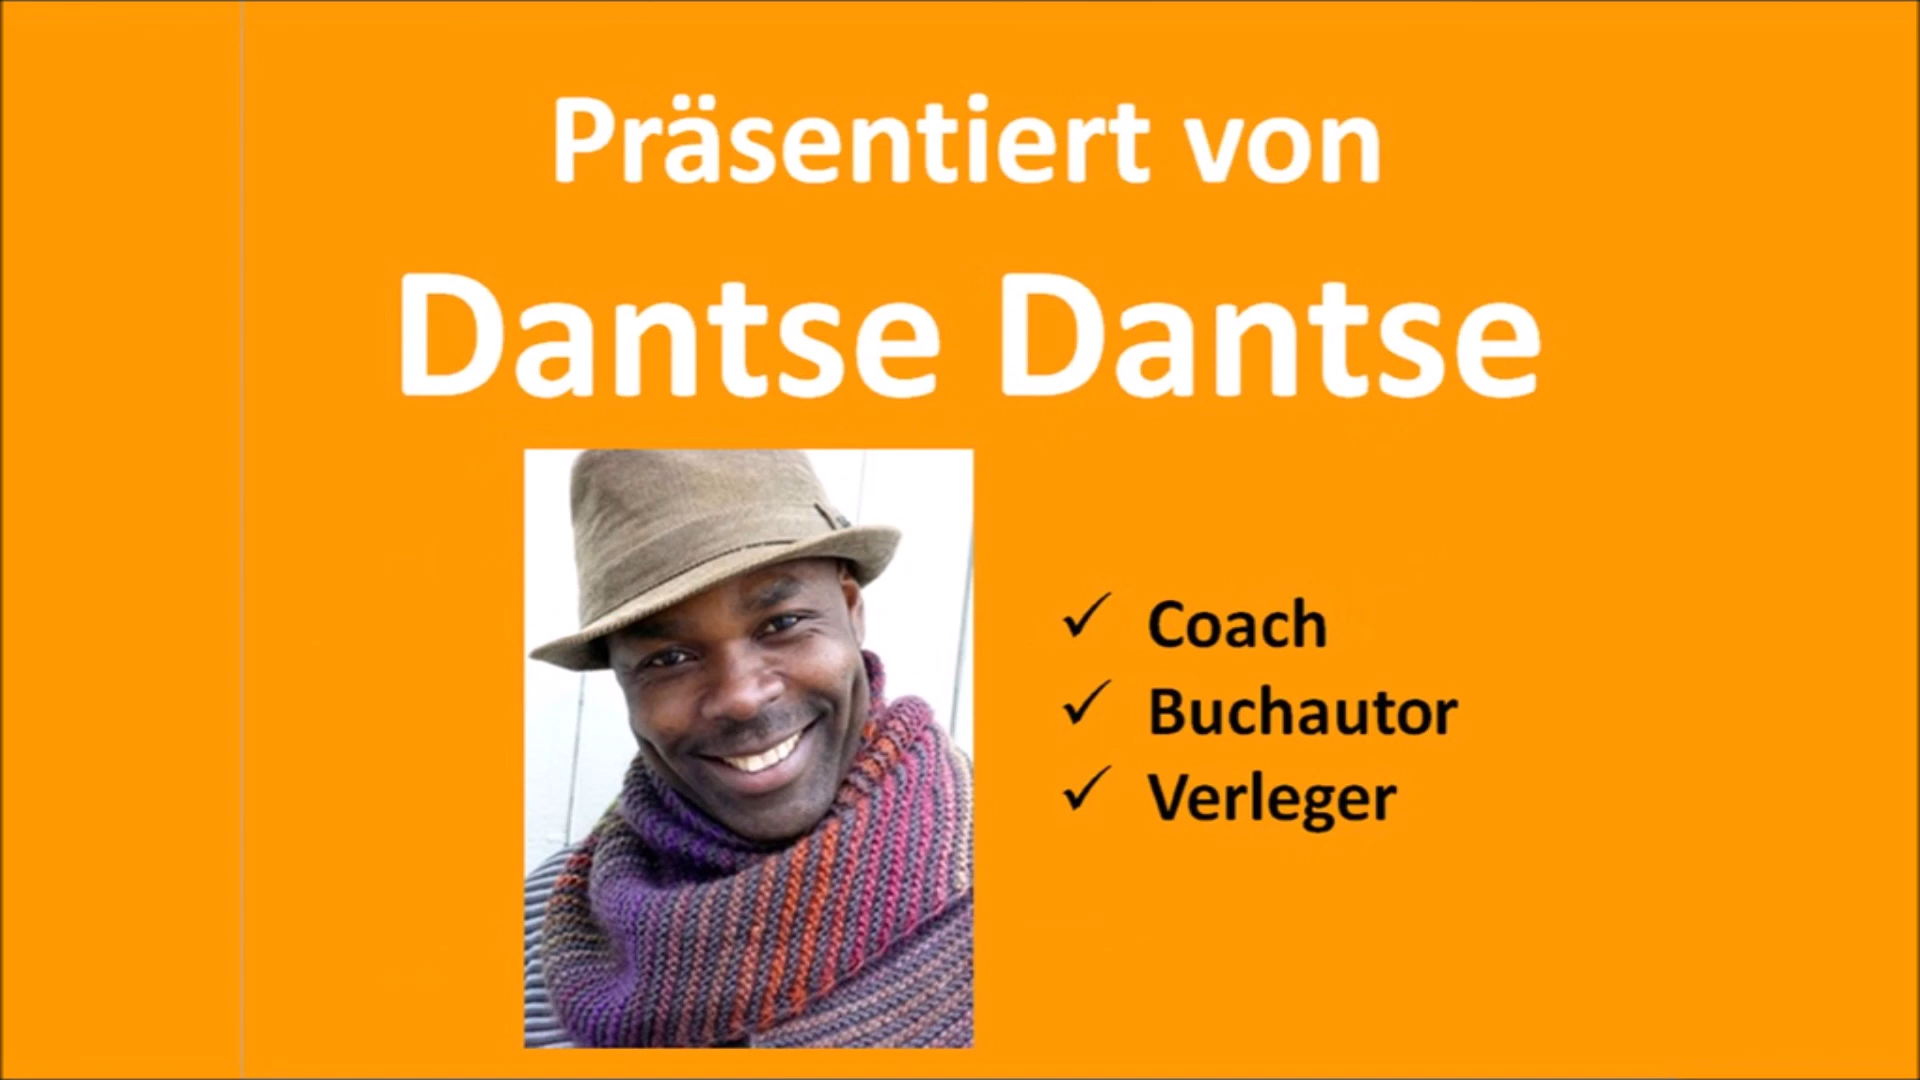 Präsentiert von
Dantse Dantse
✓ Coach
✓ Buchautor
✓ Verleger